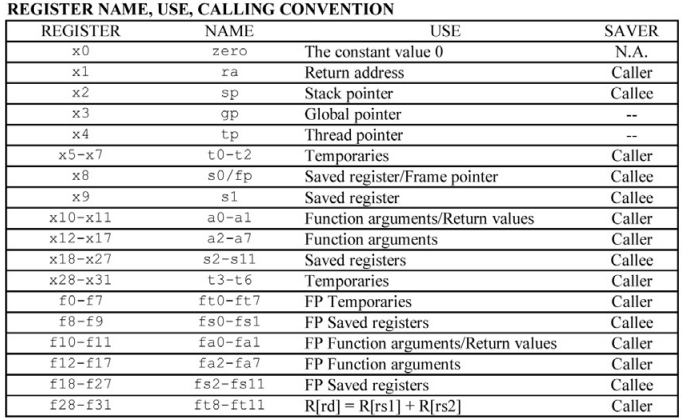 REGISTER NAME, USE, CALLING CONVENTION
REGISTER NAME USE SAVER
x0 zero The constant value 0 N.A.
x1 ra Return address Caller
x2 sp Stack pointer Callee
x3 gp Global pointer --
x4 tp Thread pointer --
x5-x7 t0-t2 Temporaries Caller
x8 s0/fp Saved register/Frame pointer Callee
x9 s1 Saved register Callee
x10-x11 a0-a1 Function arguments/Return values Caller
x12-x17 a2-a7 Function arguments Caller
x18-x27 s2-s11 Saved registers Callee
x28-x31 t3-t6 Temporaries Caller
f0-f7 ft0-ft7 FP Temporaries Caller
f8-f9 fs0-fs1 FP Saved registers Callee
f10-f11 fa0-fa1 FP Function arguments/Return values Caller
f12-f17 fa2-fa7 FP Function arguments Caller
f18-f27 fs2-fs11 FP Saved registers Callee
f28-f31 ft8-ft11 R[rd] = R[rs1] + R[rs2] Caller